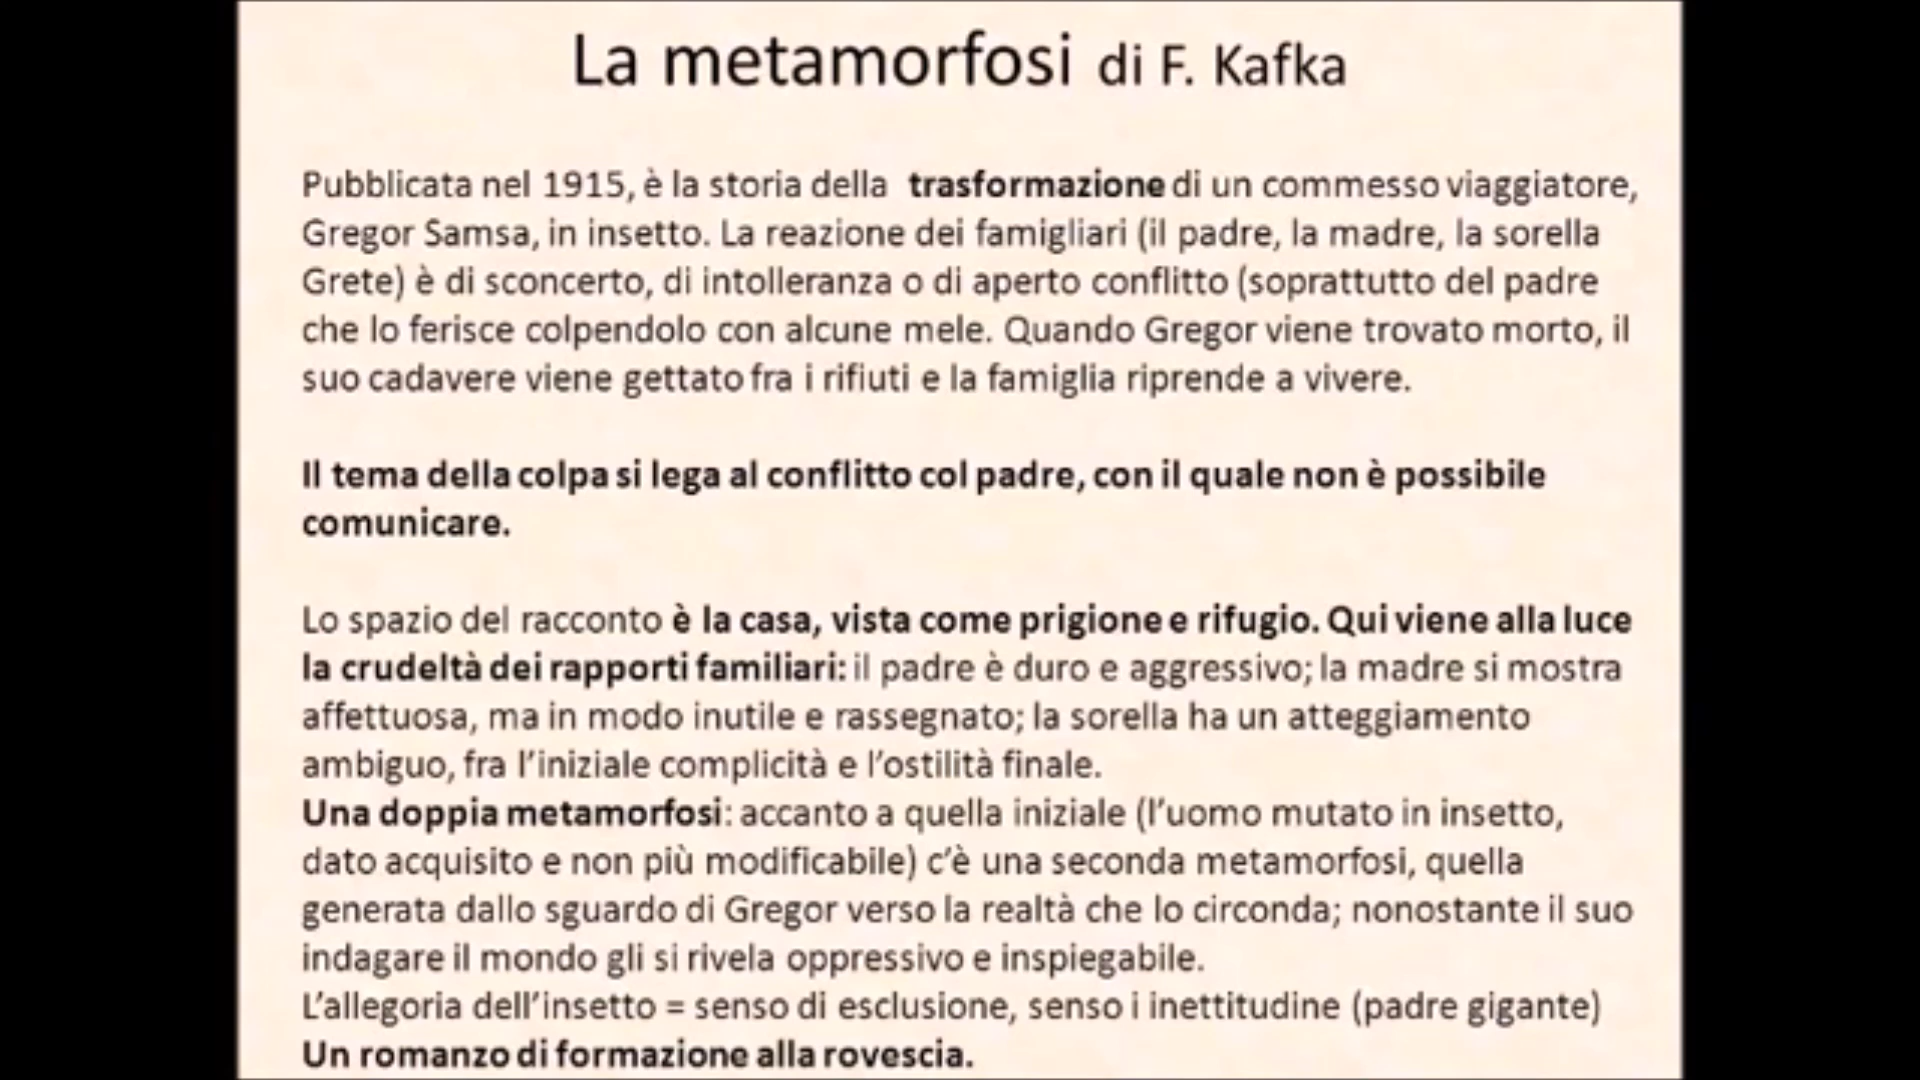 La metamorfosi di F. Kafka
Pubblicata nel 1915, è la storia della trasformazione di un commesso viaggiatore,
Gregor Samsa, in insetto. La reazione dei famigliari (il padre, la madre, la sorella
Grete) è di sconcerto, di intolleranza o di aperto conflitto (soprattutto del padre
che lo ferisce colpendolo con alcune mele. Quando Gregor viene trovato morto, il
suo cadavere viene gettato fra i rifiuti e la famiglia riprende a vivere.
Il tema della colpa si lega al conflitto col padre, con il quale non è possibile
comunicare.
Lo spazio del racconto è la casa, vista come prigione e rifugio. Qui viene alla luce
la crudeltà dei rapporti familiari: il padre è duro e aggressivo; la madre si mostra
affettuosa, ma in modo inutile e rassegnato; la sorella ha un atteggiamento
ambiguo, fra l’iniziale complicità e l’ostilità finale.
Una doppia metamorfosi: accanto a quella iniziale (l’uomo mutato in insetto,
dato acquisito e non più modificabile) c’è una seconda metamorfosi, quella
generata dallo sguardo di Gregor verso la realtà che lo circonda; nonostante il suo
indagare il mondo gli si rivela oppressivo e inspiegabile.
L’allegoria dell’insetto = senso di esclusione, senso i inettitudine (padre gigante)
Un romanzo di formazione alla rovescia.